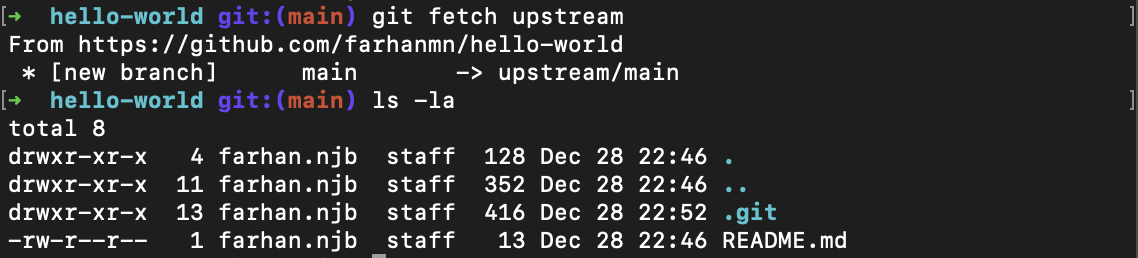 [➜  hello-world git:(main) git fetch upstream ]
From https://github.com/farhanmn/hello-world
 * [new branch]      main       -> upstream/main
[➜  hello-world git:(main) ls -la ]
total 8
drwxr-xr-x   4 farhan.njb  staff  128 Dec 28 22:46 .
drwxr-xr-x  11 farhan.njb  staff  352 Dec 28 22:46 ..
drwxr-xr-x  13 farhan.njb  staff  416 Dec 28 22:52 .git
-rw-r--r--   1 farhan.njb  staff   13 Dec 28 22:46 README.md